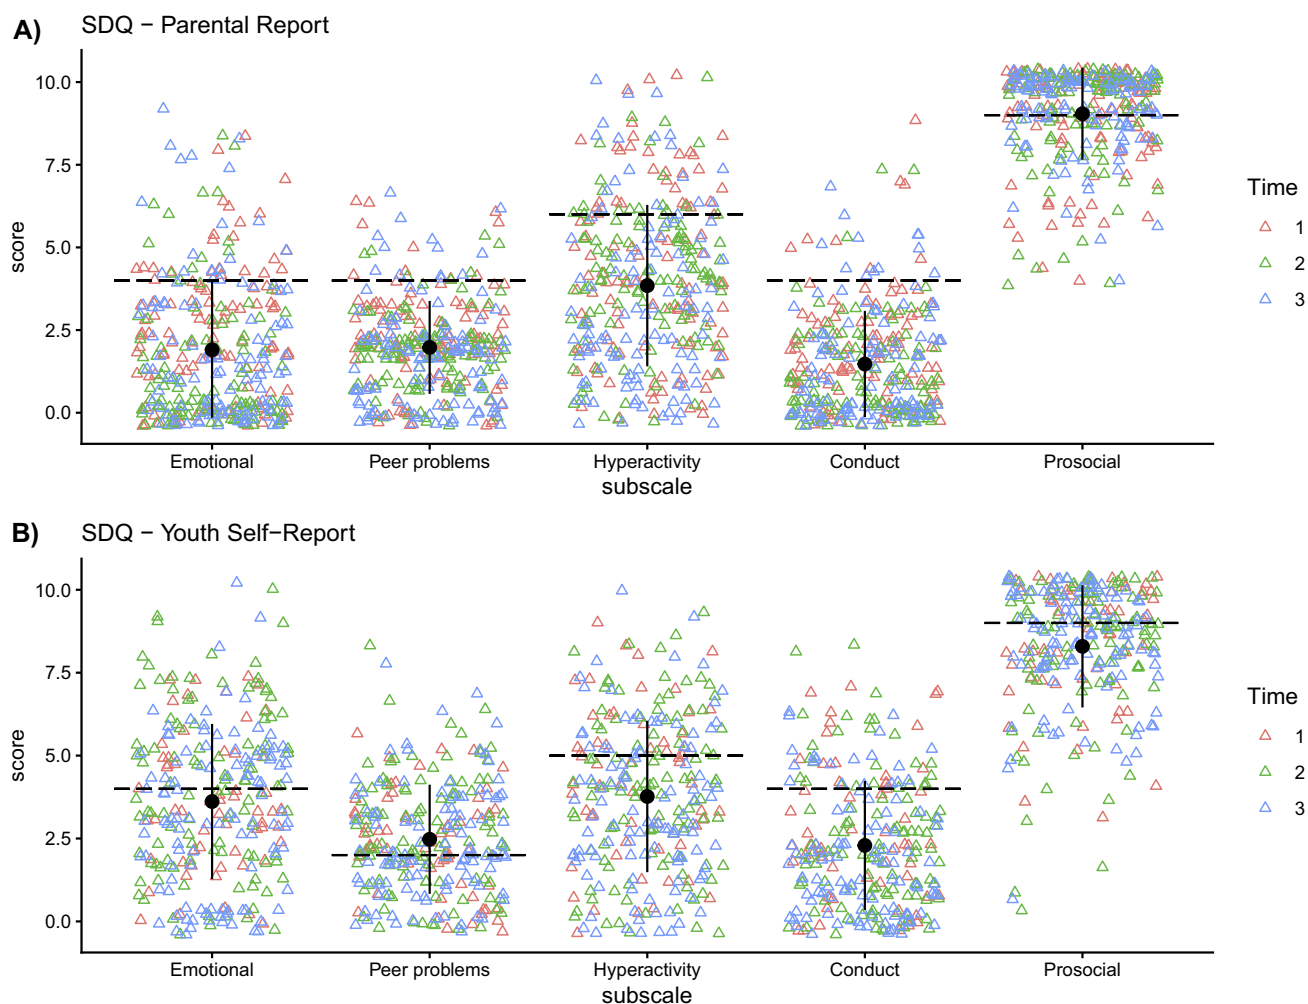 A) SDQ − Parental Report
10.0
7.5
5.0
2.5
0.0
score
Emotional Peer problems Hyperactivity Conduct Prosocial
subscale
Time
1
2
3
B) SDQ − Youth Self−Report
10.0
7.5
5.0
2.5
0.0
score
Emotional Peer problems Hyperactivity Conduct Prosocial
subscale
Time
1
2
3